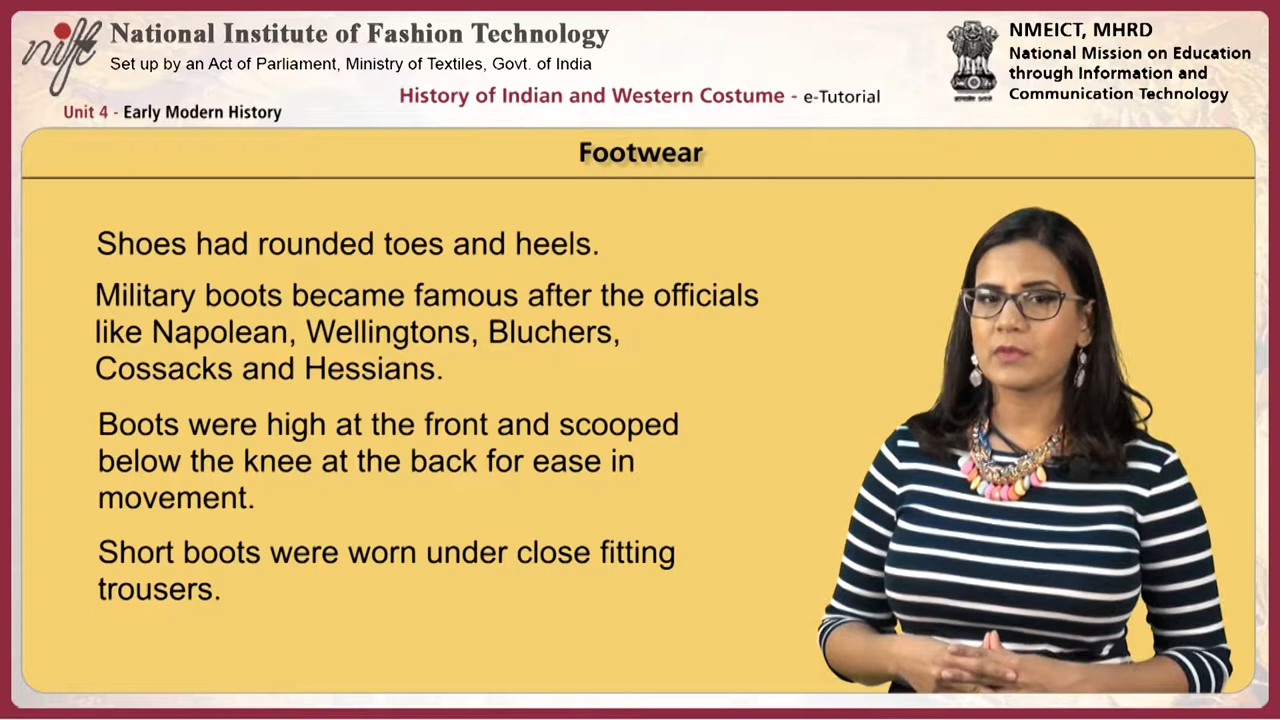 nift
National Institute of Fashion Technology
Set up by an Act of Parliament, Ministry of Textiles, Govt. of India
History of Indian and Western Costume - e-Tutorial
Unit 4 - Early Modern History
NMEICT, MHRD
National Mission on Education
through Information and
Communication Technology
Footwear
Shoes had rounded toes and heels.
Military boots became famous after the officials
like Napolean, Wellingtons, Bluchers,
Cossacks and Hessians.
Boots were high at the front and scooped
below the knee at the back for ease in
movement.
Short boots were worn under close fitting
trousers.